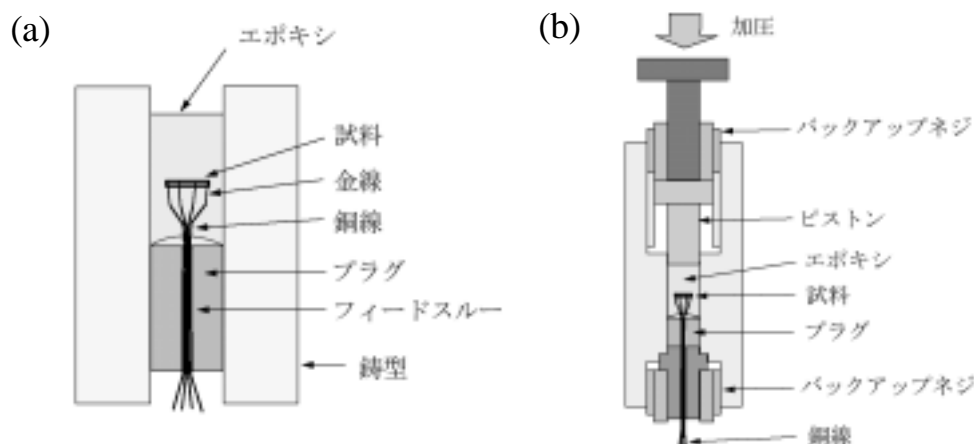 (a)
エポキシ
試料
金線
銅線
プラグ
フィードスルー
鋳型
(b)
加圧
バックアップネジ
ピストン
エポキシ
試料
プラグ
バックアップネジ
銅線